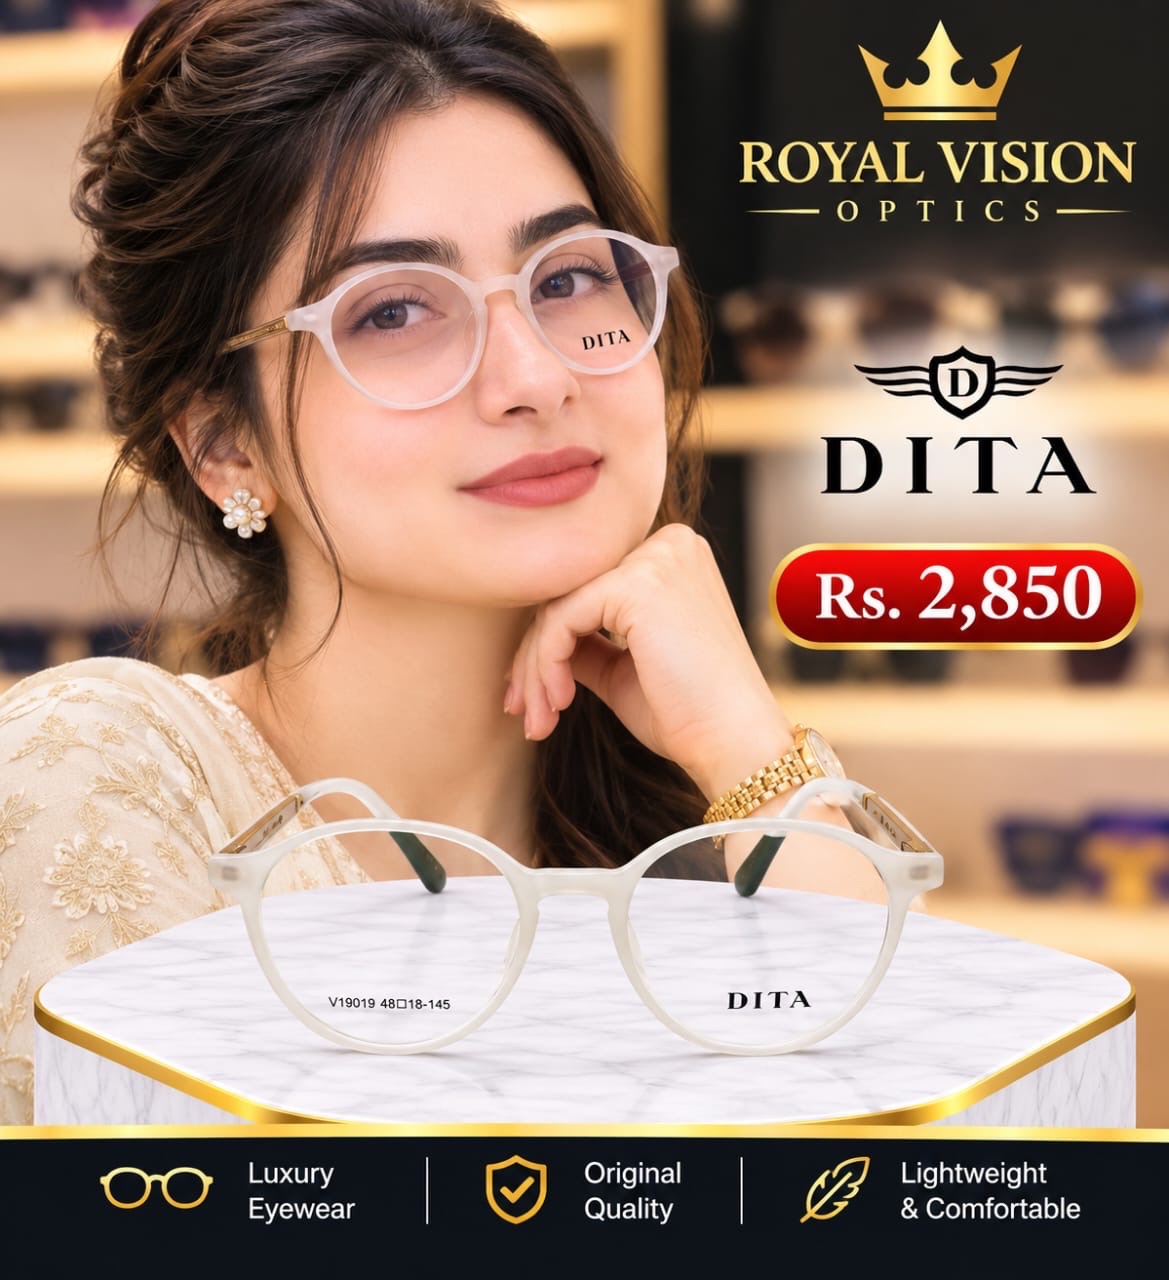 ROYAL VISION
OPTICS
D
DITA
Rs. 2,850
DITA
V19019 48□18-145
DITA
Luxury
Eyewear
Original
Quality
Lightweight
& Comfortable